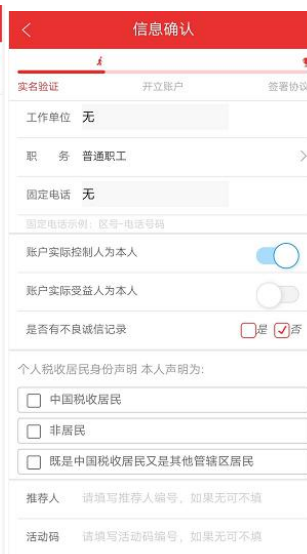 信息确认
实名验证 开立账户 签署协议
工作单位 无
职 务 普通职工
固定电话 无
固定电话示例：区号-电话号码
账户实际控制人为本人
账户实际受益人为本人
是否有不良诚信记录 是 否
个人税收居民身份声明 本人声明为:
中国税收居民
非居民
既是中国税收居民又是其他管辖区居民
推荐人 请填写推荐人编号，如果无可不填
活动码 请填写活动码编号，如果无可不填